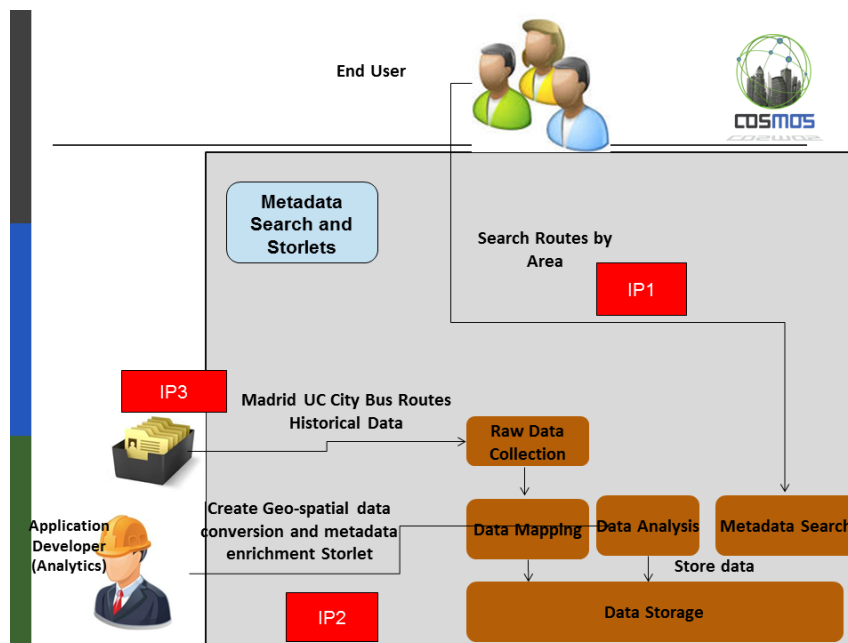 End User
COSMOS
Metadata
Search and
Storlets
Search Routes by
Area
IP1
IP3
Madrid UC City Bus Routes
Historical Data
Raw Data
Collection
Application
Developer
(Analytics)
Create Geo-spatial data
conversion and metadata
enrichment Storlet
Data Mapping
Data Analysis
Metadata Search
Store data
IP2
Data Storage